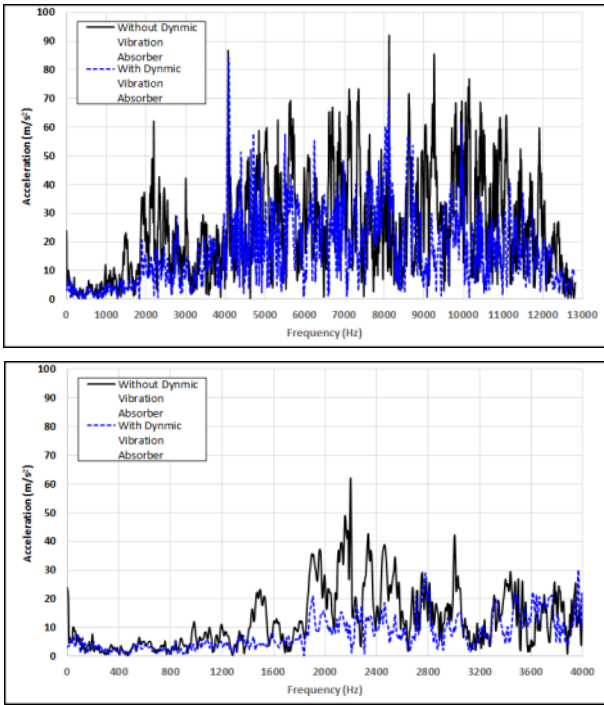 100
90
80
70
60
50
40
30
20
10
0
Acceleration (m/s²)
Without Dynmic
Vibration
Absorber
With Dynmic
Vibration
Absorber
0 1000 2000 3000 4000 5000 6000 7000 8000 9000 10000 11000 12000 13000
Frequency (Hz)
100
90
80
70
60
50
40
30
20
10
0
Acceleration (m/s²)
Without Dynmic
Vibration
Absorber
With Dynmic
Vibration
Absorber
0 400 800 1200 1600 2000 2400 2800 3200 3600 4000
Frequency (Hz)